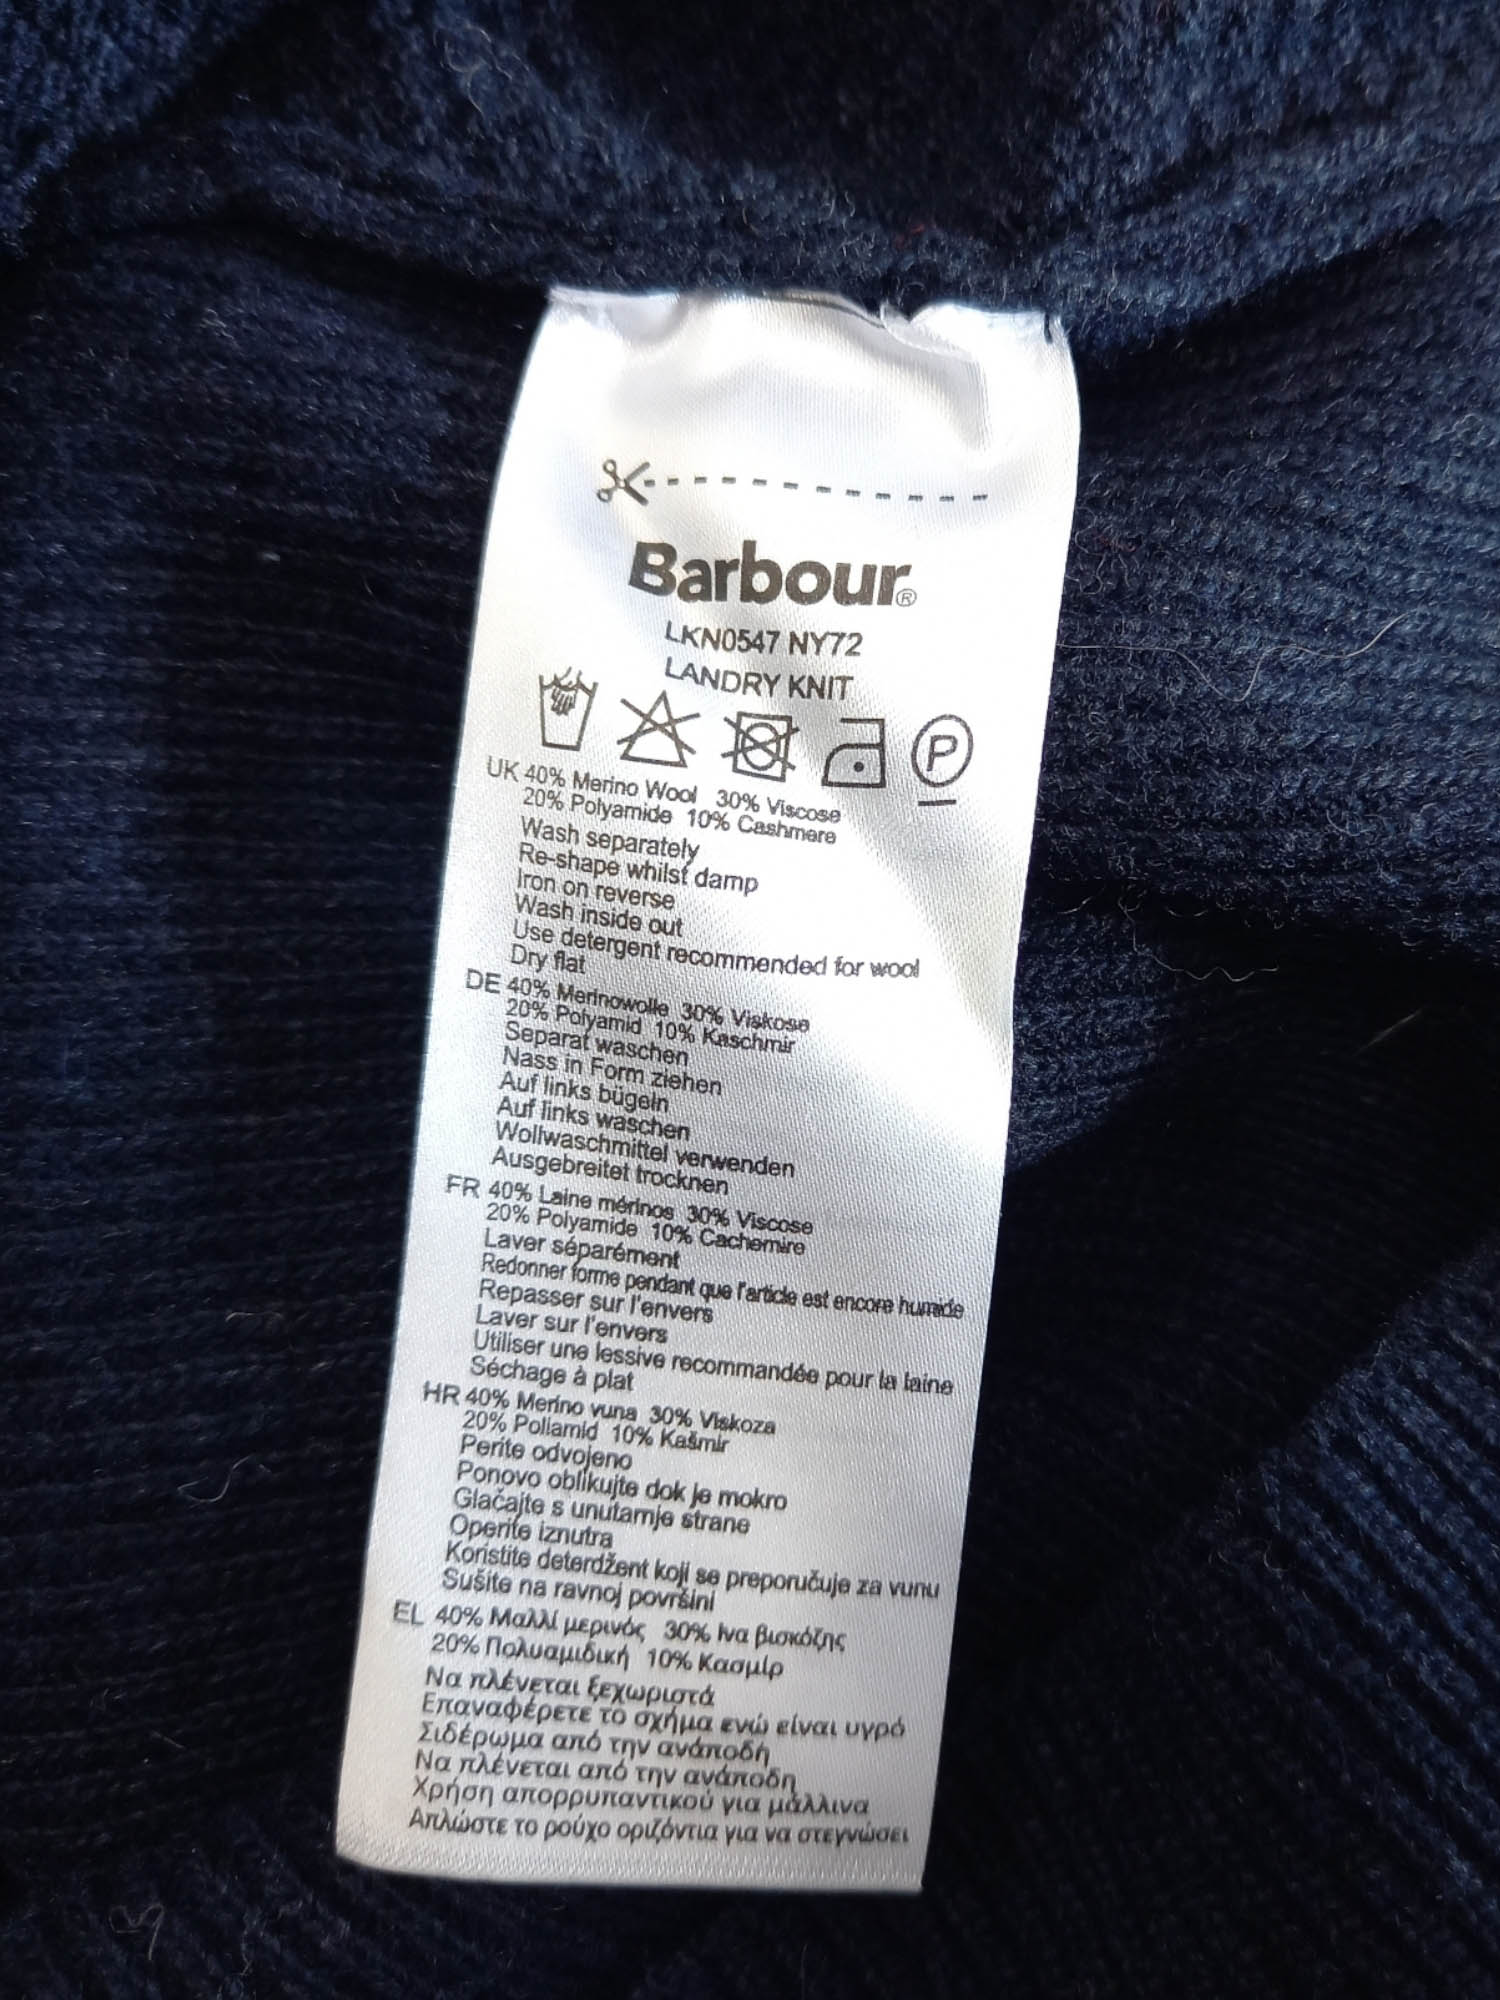 Barbour®
LKN0547 NY72
LANDRY KNIT
P
UK 40% Merino Wool 30% Viscose
20% Polyamide 10% Cashmere
Wash separately
Re-shape whilst damp
Iron on reverse
Wash inside out
Use detergent recommended for wool
Dry flat
DE 40% Merinowolle 30% Viskose
20% Polyamid 10% Kaschmir
Separat waschen
Nass in Form ziehen
Auf links bügeln
Auf links waschen
Wollwaschmittel verwenden
Ausgebreitet trocknen
FR 40% Laine mérinos 30% Viscose
20% Polyamide 10% Cachemire
Laver séparément
Redonner forme pendant que l'article est encore humide
Repasser sur l'envers
Laver sur l'envers
Utiliser une lessive recommandée pour la laine
Séchage à plat
HR 40% Merino vuna 30% Viskoza
20% Poliamid 10% Kašmir
Perite odvojeno
Ponovo oblikujte dok je mokro
Glačajte s unutarnje strane
Operite iznutra
Koristite deterdžent koji se preporučuje za vunu
Sušite na ravnoj površini
EL 40% Μαλλί μερινός 30% Ινα βισκόζης
20% Πολυαμιδική 10% Κασμίρ
Να πλένεται ξεχωριστά
Επαναφέρετε το σχήμα ενώ είναι υγρό
Σιδέρωμα από την ανάποδη
Να πλένεται από την ανάποδη
Χρήση απορρυπαντικού για μάλλινα
Απλώστε το ρούχο οριζόντια για να στεγνώσει